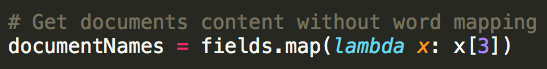 # Get documents content without word mapping
documentNames = fields.map(lambda x: x[3])